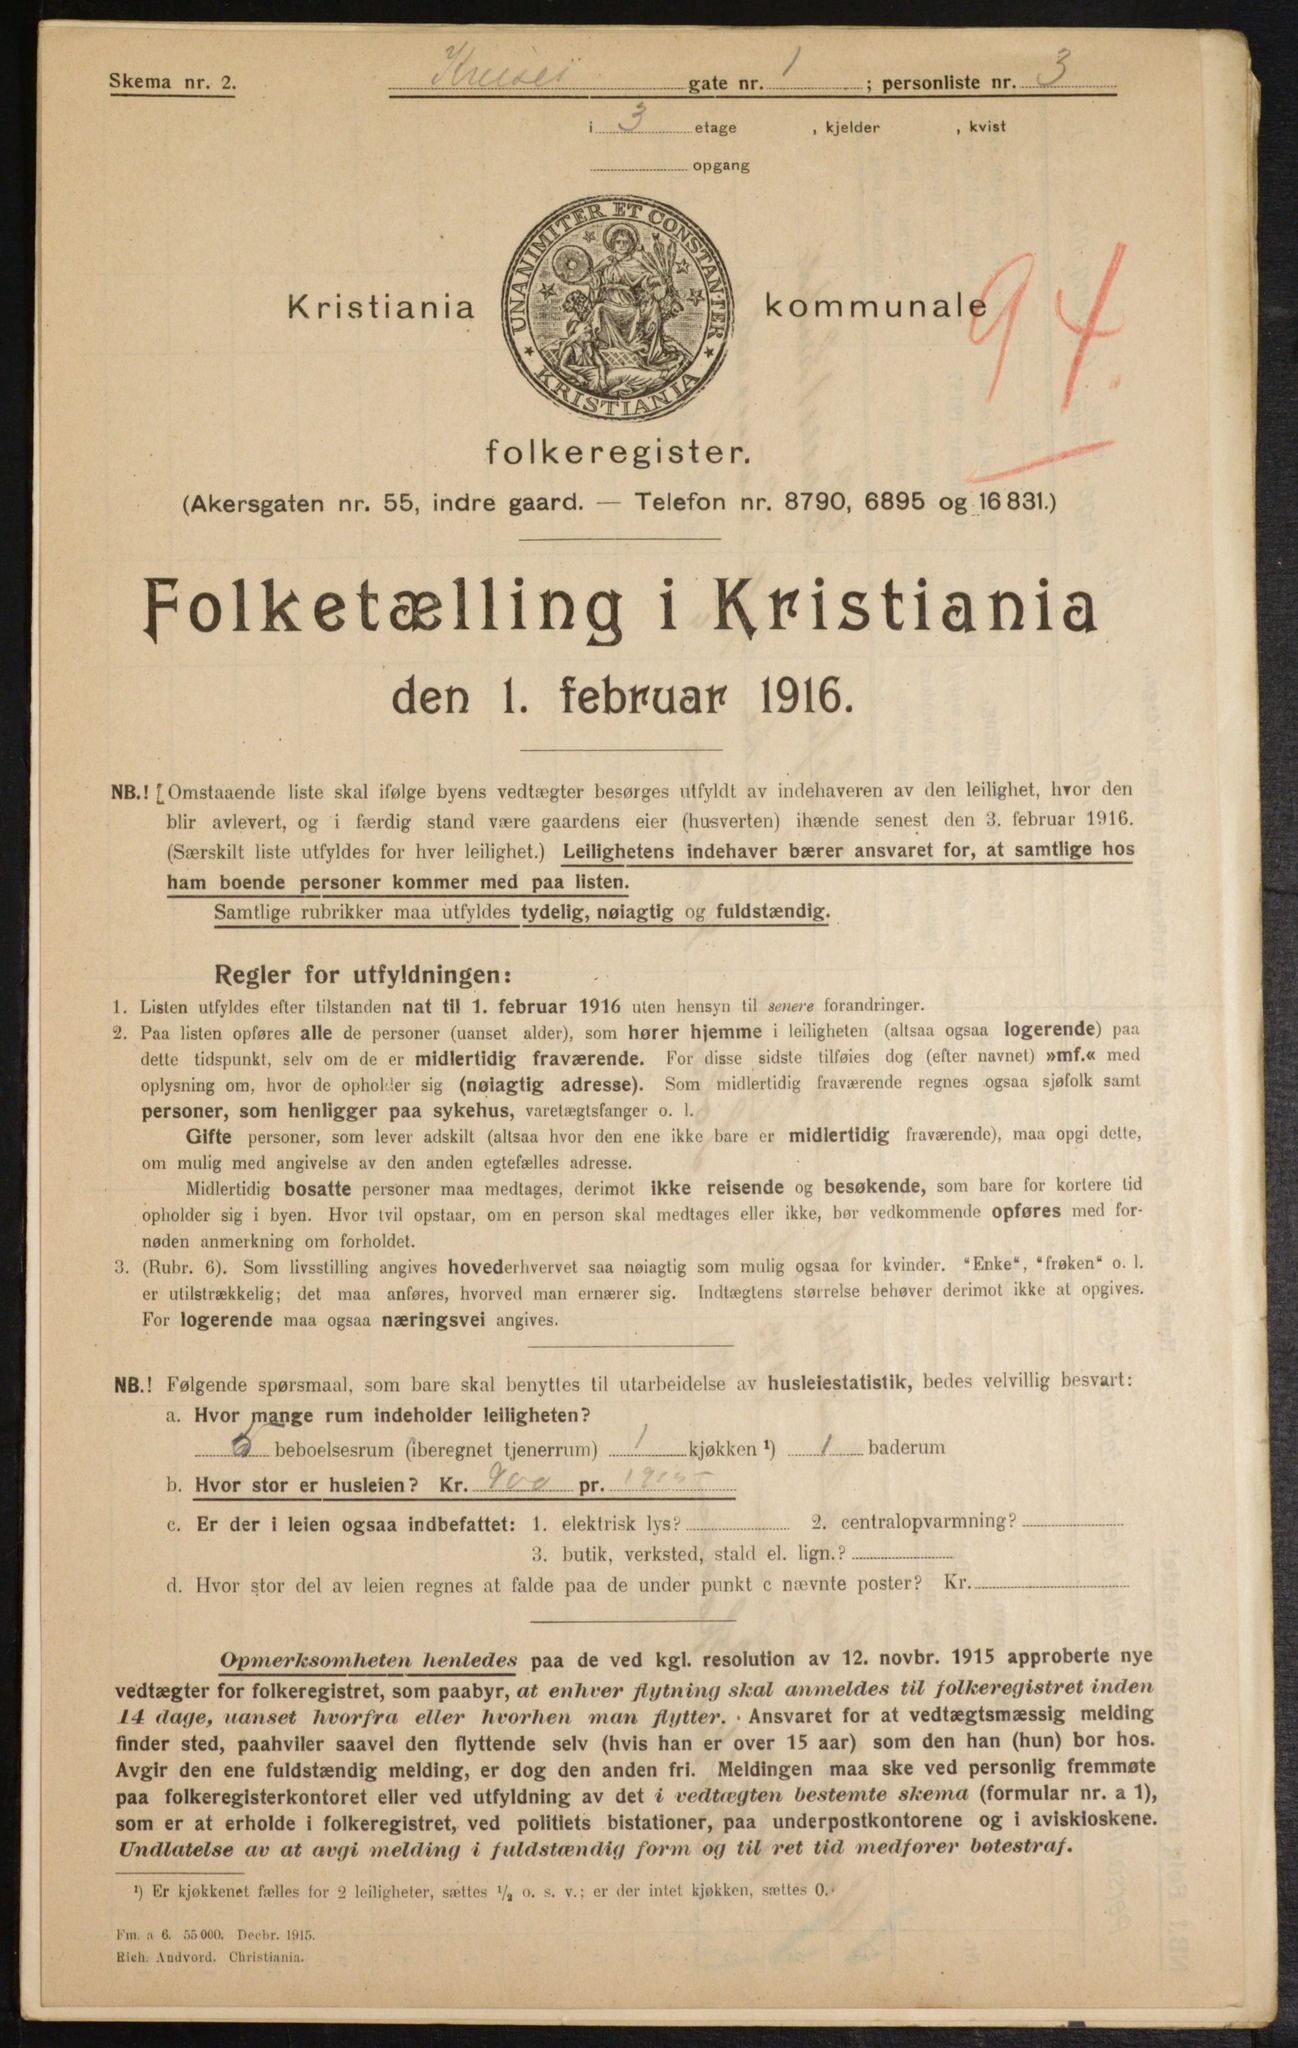 Skema nr. 2.
gate nr. 1 ; personliste nr. 3
i 3 etage , kjelder , kvist
opgang
UNANIMITER ET CONSTANTER
KRISTIANIA
Kristiania kommunale
94.
folkeregister.
(Akersgaten nr. 55, indre gaard. — Telefon nr. 8790, 6895 og 16831.)
Folketælling i Kristiania
den 1. februar 1916.
NB.! [Omstaaende liste skal ifølge byens vedtægter besørges utfyldt av indehaveren av den leilighet, hvor den
blir avlevert, og i færdig stand være gaardens eier (husverten) ihænde senest den 3. februar 1916.
(Særskilt liste utfyldes for hver leilighet.) Leilighetens indehaver bærer ansvaret for, at samtlige hos
ham boende personer kommer med paa listen.
Samtlige rubrikker maa utfyldes tydelig, nøiagtig og fuldstændig.
Regler for utfyldningen:
1. Listen utfyldes efter tilstanden nat til 1. februar 1916 uten hensyn til senere forandringer.
2. Paa listen opføres alle de personer (uanset alder), som hører hjemme i leiligheten (altsaa ogsaa logerende) paa
dette tidspunkt, selv om de er midlertidig fraværende. For disse sidste tilføies dog (efter navnet) »mf.« med
oplysning om, hvor de opholder sig (nøiagtig adresse). Som midlertidig fraværende regnes ogsaa sjøfolk samt
personer, som henligger paa sykehus, varetægtsfanger o. l.
Gifte personer, som lever adskilt (altsaa hvor den ene ikke bare er midlertidig fraværende), maa opgi dette,
om mulig med angivelse av den anden egtefælles adresse.
Midlertidig bosatte personer maa medtages, derimot ikke reisende og besøkende, som bare for kortere tid
opholder sig i byen. Hvor tvil opstaar, om en person skal medtages eller ikke, bør vedkommende opføres med for-
nøden anmerkning om forholdet.
3. (Rubr. 6). Som livsstilling angives hovederhvervet saa nøiagtig som mulig ogsaa for kvinder. "Enke", "frøken" o. l.
er utilstrækkelig; det maa anføres, hvorved man ernærer sig. Indtægtens størrelse behøver derimot ikke at opgives.
For logerende maa ogsaa næringsvei angives.
NB.! Følgende spørsmaal, som bare skal benyttes til utarbeidelse av husleiestatistik, bedes velvillig besvart:
a. Hvor mange rum indeholder leiligheten?
beboelsesrum (iberegnet tjenerrum) 1 kjøkken ¹) 1 baderum
b. Hvor stor er husleien? Kr. 900 pr. 1915
c. Er der i leien ogsaa indbefattet: 1. elektrisk lys? 2. centralopvarmning?
3. butik, verksted, stald el. lign.?
d. Hvor stor del av leien regnes at falde paa de under punkt c nævnte poster? Kr.
Opmerksomheten henledes paa de ved kgl. resolution av 12. novbr. 1915 approberte nye
vedtægter for folkeregistret, som paabyr, at enhver flytning skal anmeldes til folkeregistret inden
14 dage, uanset hvorfra eller hvorhen man flytter. Ansvaret for at vedtægtsmæssig melding
finder sted, paahviler saavel den flyttende selv (hvis han er over 15 aar) som den han (hun) bor hos.
Avgir den ene fuldstændig melding, er dog den anden fri. Meldingen maa ske ved personlig fremmøte
paa folkeregisterkontoret eller ved utfyldning av det i vedtægten bestemte skema (formular nr. a 1),
som er at erholde i folkeregistret, ved politiets bistationer, paa underpostkontorene og i aviskioskene.
Undlatelse av at avgi melding i fuldstændig form og til ret tid medfører bøtestraf.
¹) Er kjøkkenet fælles for 2 leiligheter, sættes ½ o. s. v.; er der intet kjøkken, sættes 0.
Fm. a 6. 55000. Decbr. 1915.
Rich. Andvord. Christiania.